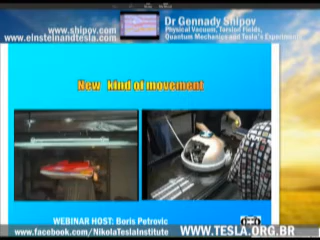 www.shipov.com
www.einsteinandtesla.com
Dr Gennady Shipov
Physical Vacuum, Torsion Fields,
Quantum Mechanics and Tesla's Experiments
New kind of movement
WEBINAR HOST: Boris Petrovic
www.facebook.com/NikolaTeslaInstitute
WWW.TESLA.ORG.BR